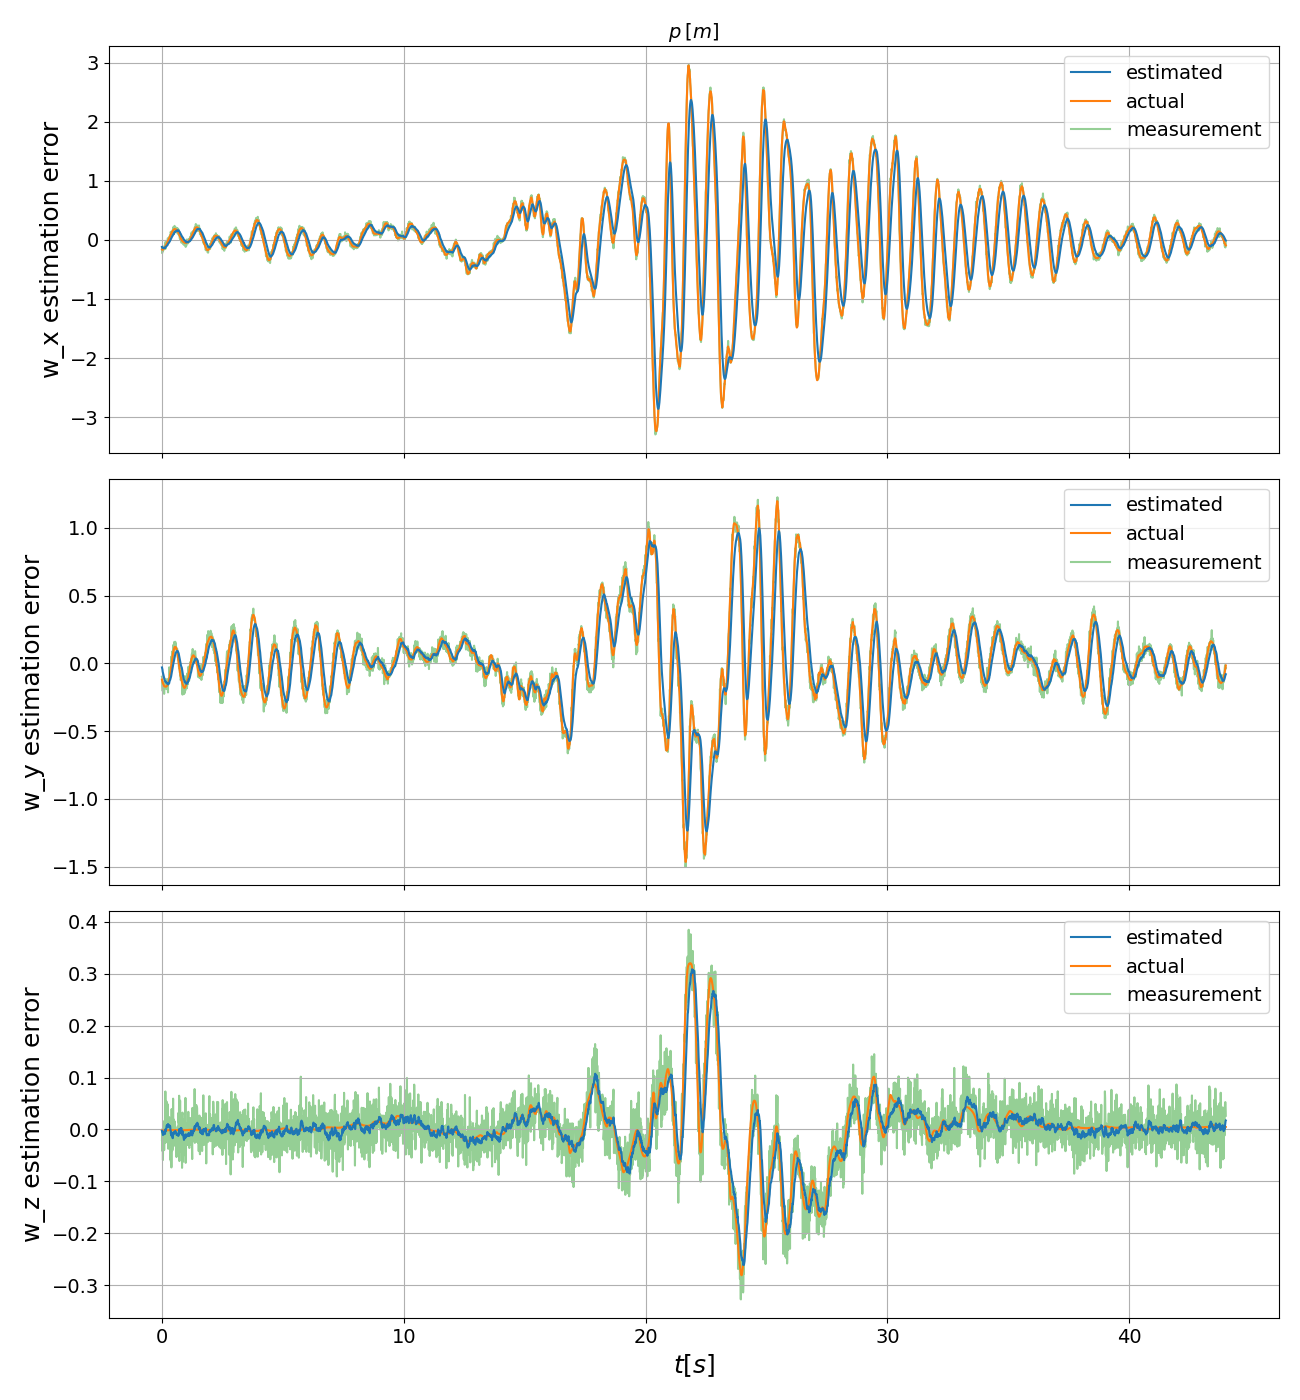 p [m]
3
2
1
0
−1
−2
−3
w_x estimation error
estimated
actual
measurement
1.0
0.5
0.0
−0.5
−1.0
−1.5
w_y estimation error
estimated
actual
measurement
0.4
0.3
0.2
0.1
0.0
−0.1
−0.2
−0.3
w_z estimation error
estimated
actual
measurement
0 10 20 30 40
t[s]